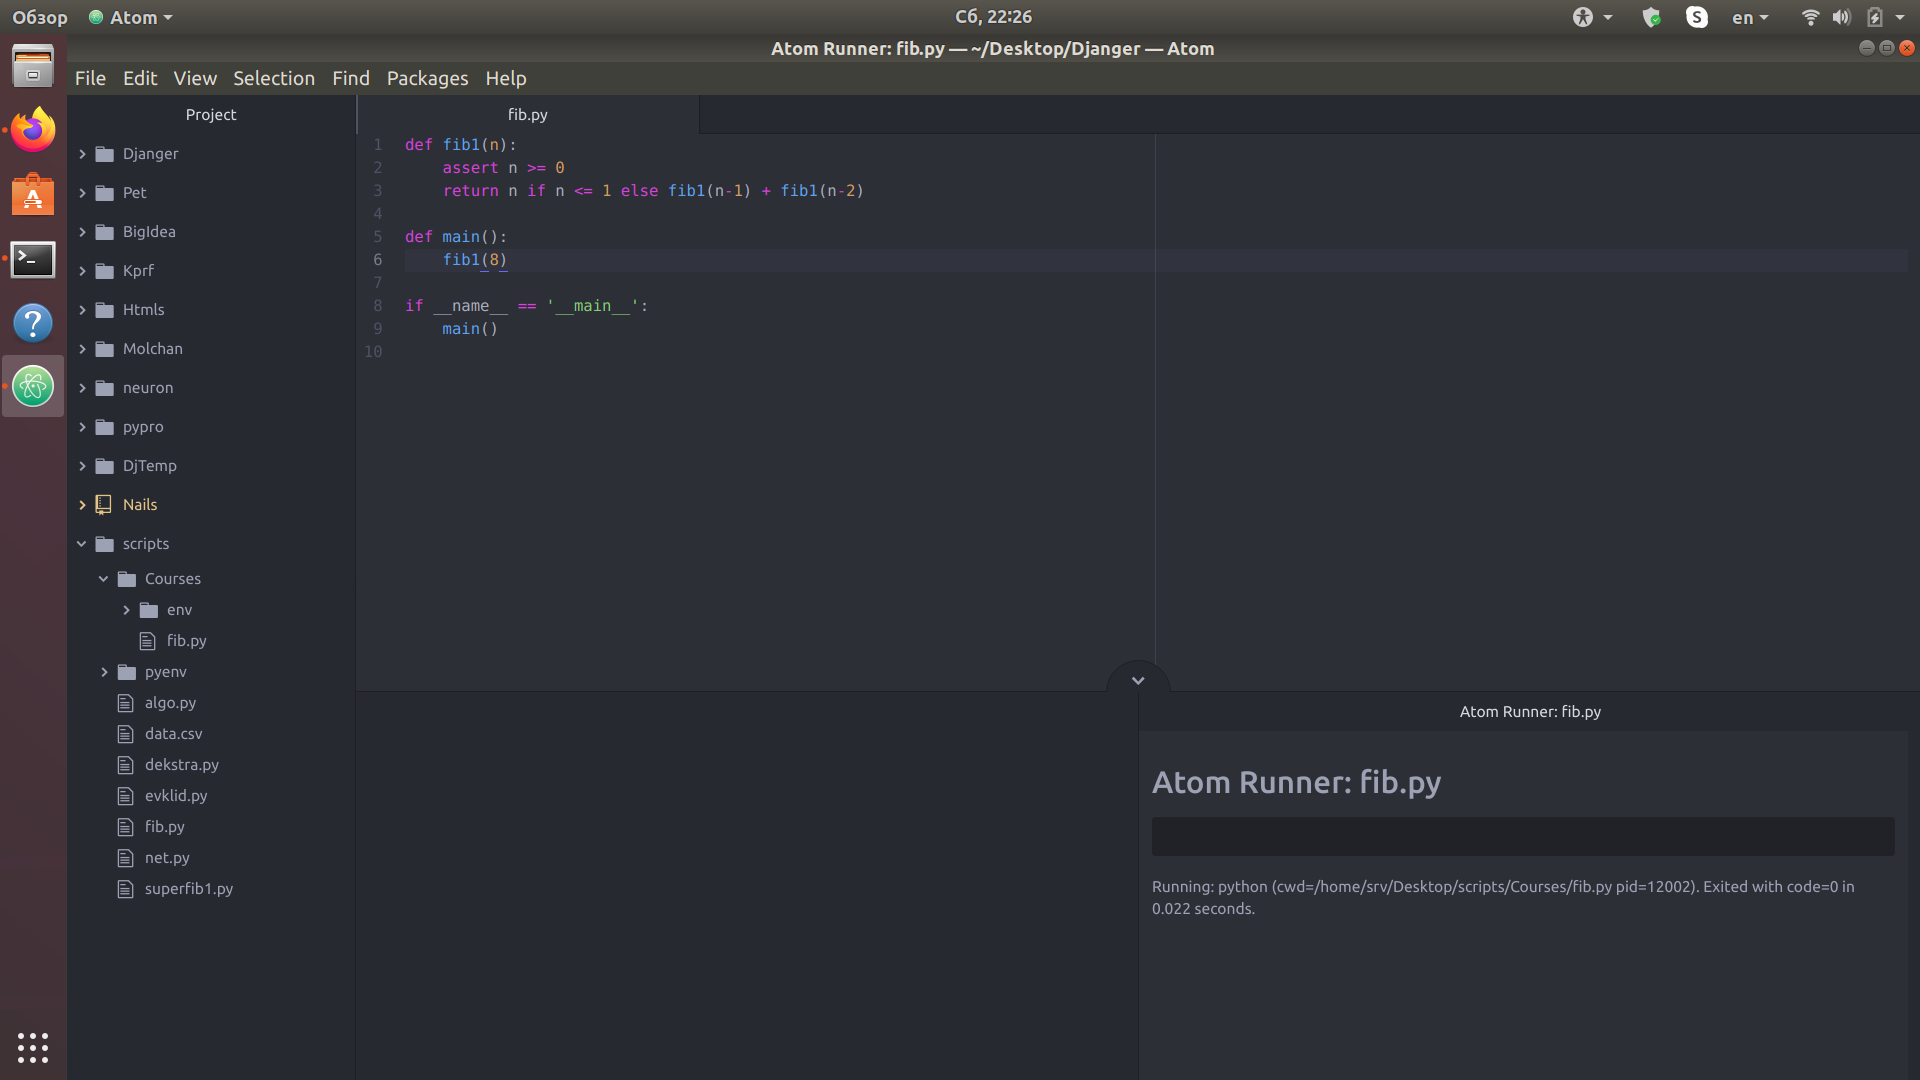 Обзор Atom Сб, 22:26 en
Atom Runner: fib.py — ~/Desktop/Djanger — Atom
File Edit View Selection Find Packages Help
Project
Djanger
Pet
BigIdea
Kprf
Htmls
Molchan
neuron
pypro
DjTemp
Nails
scripts
Courses
env
fib.py
pyenv
algo.py
data.csv
dekstra.py
evklid.py
fib.py
net.py
superfib1.py
fib.py
1 def fib1(n):
2     assert n >= 0
3     return n if n <= 1 else fib1(n-1) + fib1(n-2)
4
5 def main():
6     fib1(8)
7
8 if __name__ == '__main__':
9     main()
10
Atom Runner: fib.py
Atom Runner: fib.py
Running: python (cwd=/home/srv/Desktop/scripts/Courses/fib.py pid=12002). Exited with code=0 in
0.022 seconds.